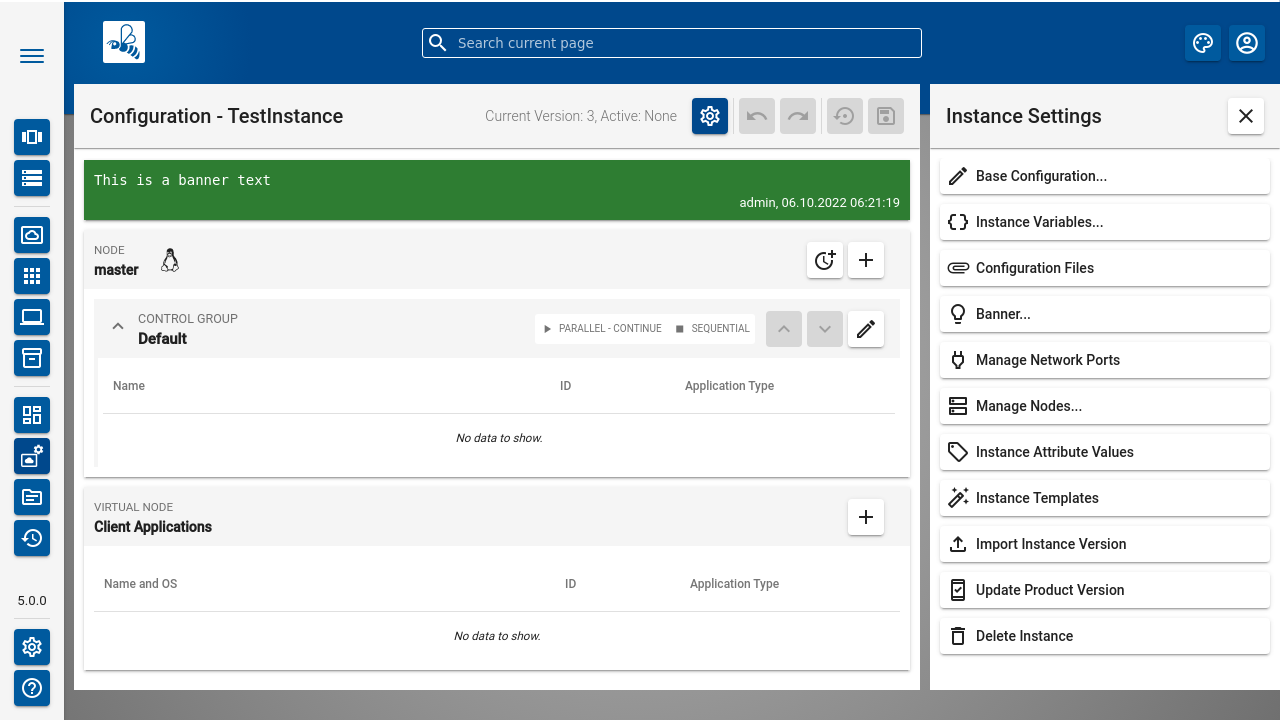 Search current page
Configuration - TestInstance
Current Version: 3, Active: None
Instance Settings
This is a banner text
admin, 06.10.2022 06:21:19
NODE
master
CONTROL GROUP
Default
PARALLEL - CONTINUE
SEQUENTIAL
Name
ID
Application Type
No data to show.
VIRTUAL NODE
Client Applications
Name and OS
ID
Application Type
No data to show.
Base Configuration...
Instance Variables...
Configuration Files
Banner...
Manage Network Ports
Manage Nodes...
Instance Attribute Values
Instance Templates
Import Instance Version
Update Product Version
Delete Instance
5.0.0